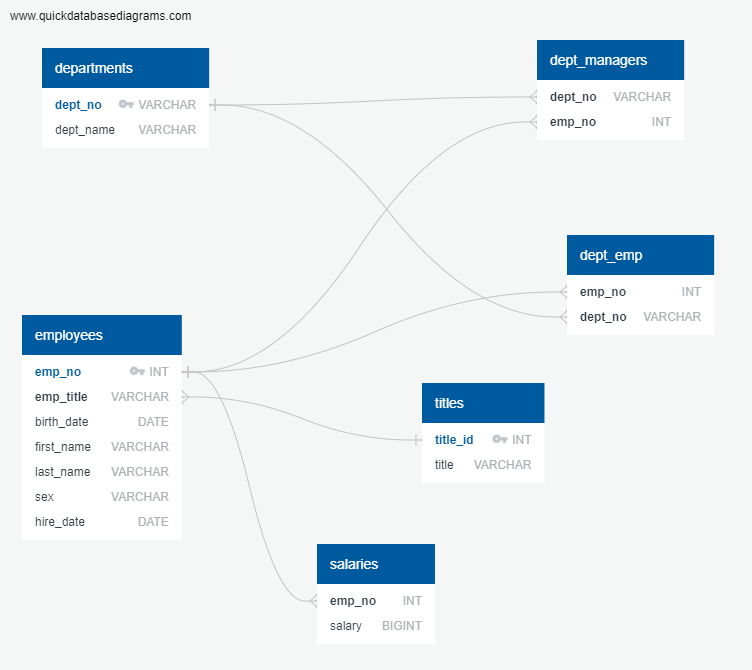 www.quickdatabasediagrams.com
departments
dept_no VARCHAR
dept_name VARCHAR
dept_managers
dept_no VARCHAR
emp_no INT
dept_emp
emp_no INT
dept_no VARCHAR
employees
emp_no INT
emp_title VARCHAR
birth_date DATE
first_name VARCHAR
last_name VARCHAR
sex VARCHAR
hire_date DATE
titles
title_id INT
title VARCHAR
salaries
emp_no INT
salary BIGINT